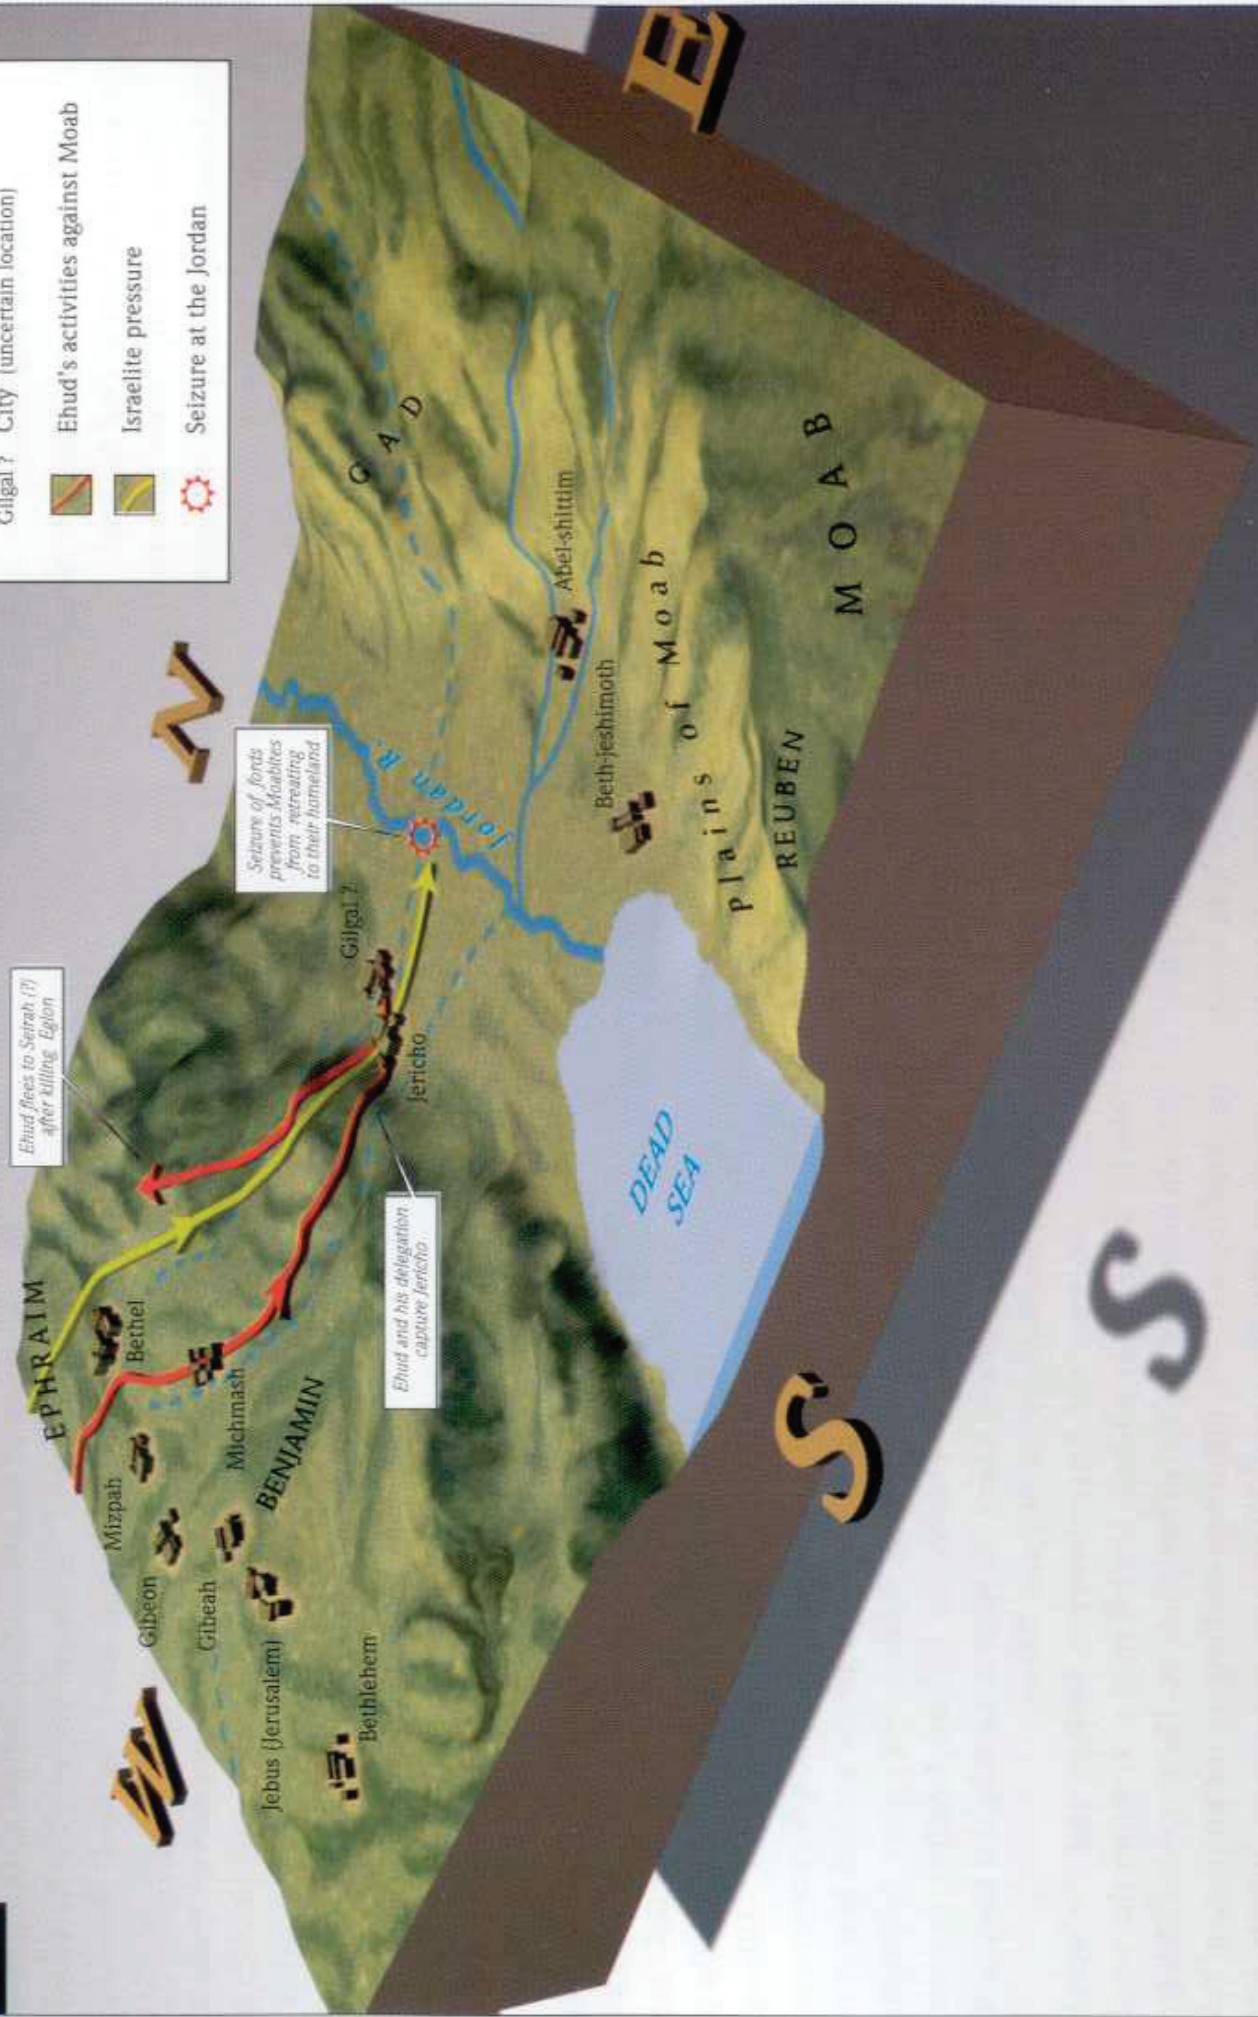 Gilgal ? City (uncertain location)
Ehud's activities against Moab
Israelite pressure
Seizure at the Jordan
N
E
S
W
S
Ehud flees to Seirah (?)
after killing Eglon
Seizure of fords
prevents Moabites
from retreating
to their homeland
Ehud and his delegation
capture Jericho
EPHRAIM
Bethel
Mizpah
Michmash
Gibeon
Gibeah
BENJAMIN
Jebus (Jerusalem)
Bethlehem
Gilgal ?
Jericho
Jordan R.
GAD
Abel-shittim
Beth-jeshimoth
Plains of Moab
REUBEN
MOAB
DEAD
SEA